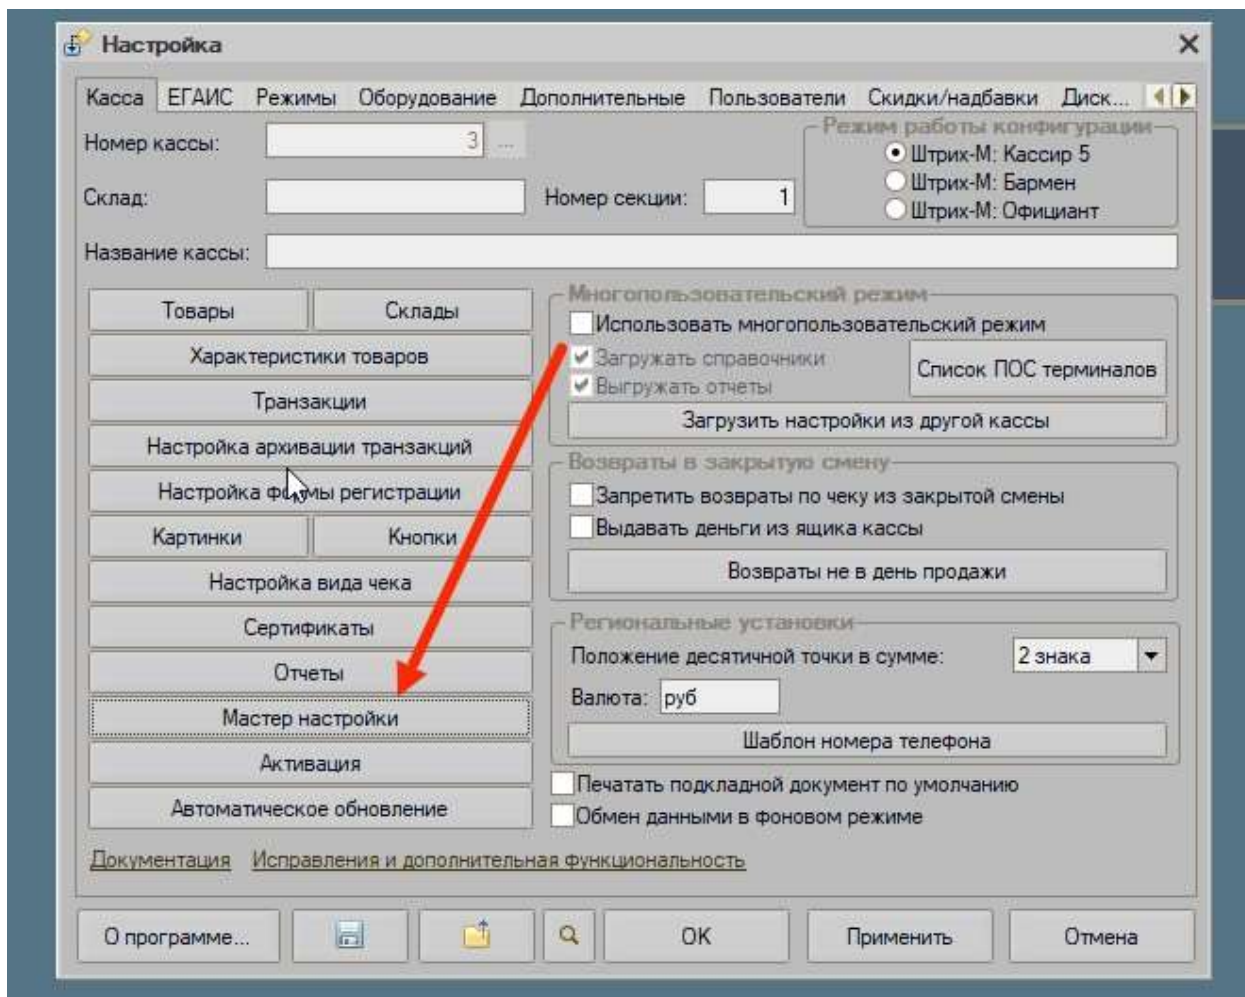 Настройка
Касса ЕГАИС Режимы Оборудование Дополнительные Пользователи Скидки/надбавки Диск...
Номер кассы: 3 ...
Режим работы конфигурации
Штрих-М: Кассир 5
Штрих-М: Бармен
Штрих-М: Официант
Склад: Номер секции: 1
Название кассы:
Товары Склады
Характеристики товаров
Транзакции
Настройка архивации транзакций
Настройка формы регистрации
Картинки Кнопки
Настройка вида чека
Сертификаты
Отчеты
Мастер настройки
Активация
Автоматическое обновление
Многопользовательский режим
Использовать многопользовательский режим
Загружать справочники
Выгружать отчеты
Список ПОС терминалов
Загрузить настройки из другой кассы
Возвраты в закрытую смену
Запретить возвраты по чеку из закрытой смены
Выдавать деньги из ящика кассы
Возвраты не в день продажи
Региональные установки
Положение десятичной точки в сумме: 2 знака
Валюта: руб
Шаблон номера телефона
Печатать подкладной документ по умолчанию
Обмен данными в фоновом режиме
Документация Исправления и дополнительная функциональность
О программе... OK Применить Отмена